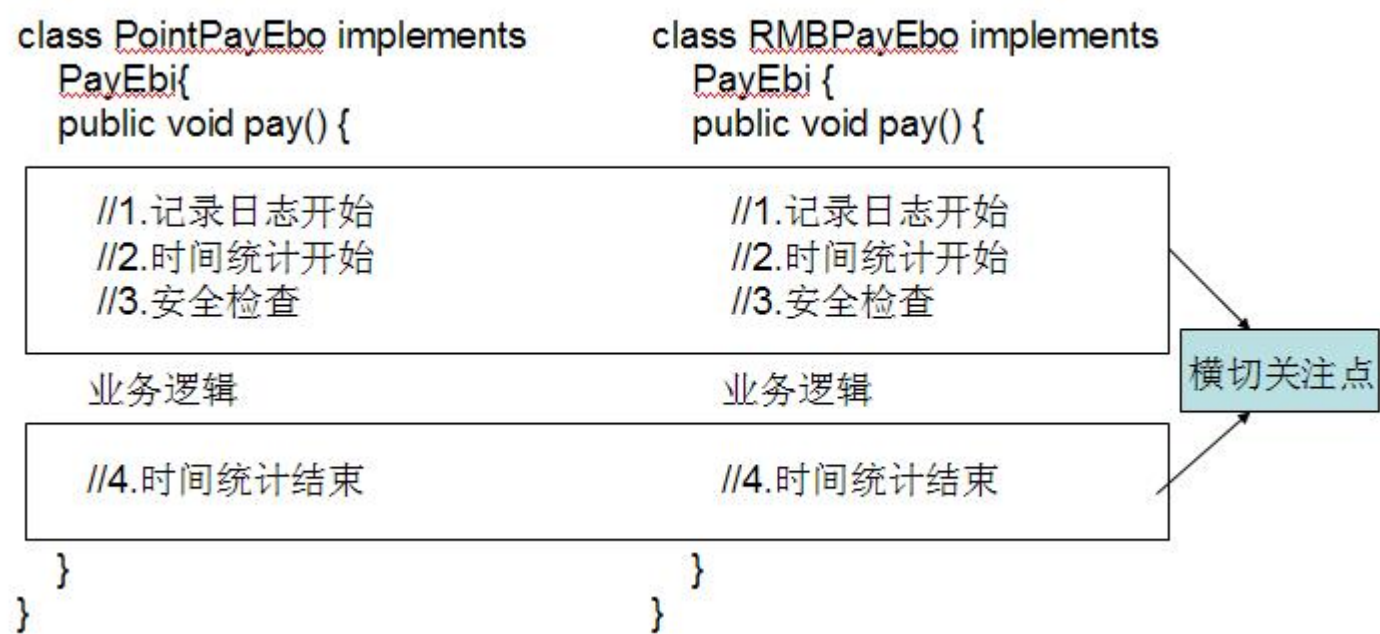 class PointPayEbo implements
PayEbi{
public void pay() {
//1.记录日志开始
//2.时间统计开始
//3.安全检查
业务逻辑
//4.时间统计结束
}
}
class RMBPayEbo implements
PayEbi {
public void pay() {
//1.记录日志开始
//2.时间统计开始
//3.安全检查
业务逻辑
//4.时间统计结束
}
}
横切关注点